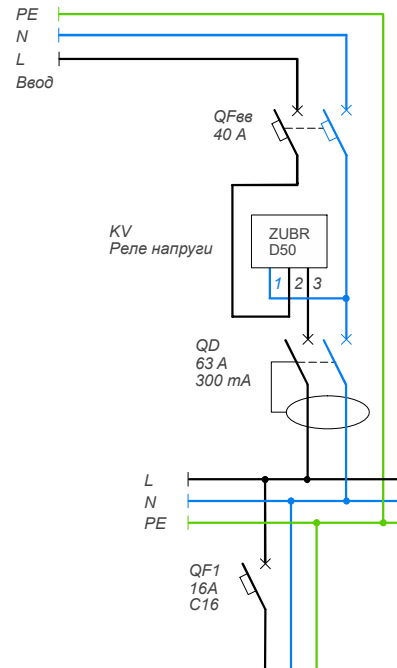 PE
N
L
Ввод
QFвв
40 A
KV
Реле напруги
ZUBR
D50
1 2 3
QD
63 A
300 mA
L
N
PE
QF1
16A
C16